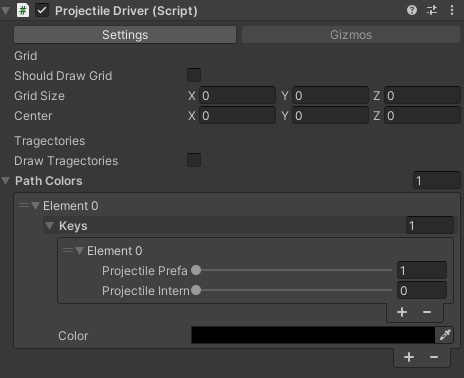 Projectile Driver (Script)
Settings
Gizmos
Grid
Should Draw Grid
Grid Size X 0 Y 0 Z 0
Center X 0 Y 0 Z 0
Tragectories
Draw Tragectories
Path Colors 1
Element 0
Keys 1
Element 0
Projectile Prefa 1
Projectile Intern 0
+ −
Color
+ −